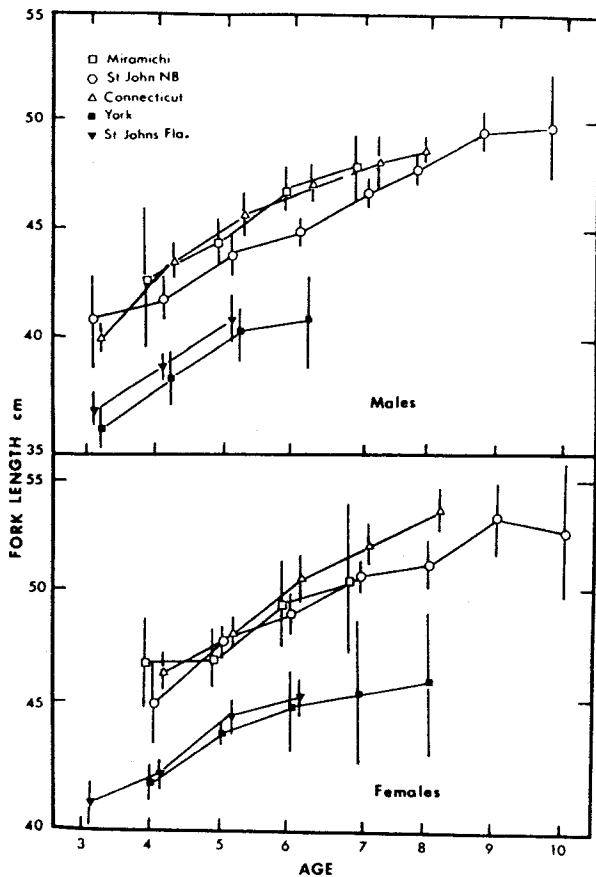 55
Miramichi
St John NB
Connecticut
York
St Johns Fla.
50
45
40
Males
35
FORK LENGTH cm
55
50
45
Females
40
3 4 5 6 7 8 9 10
AGE